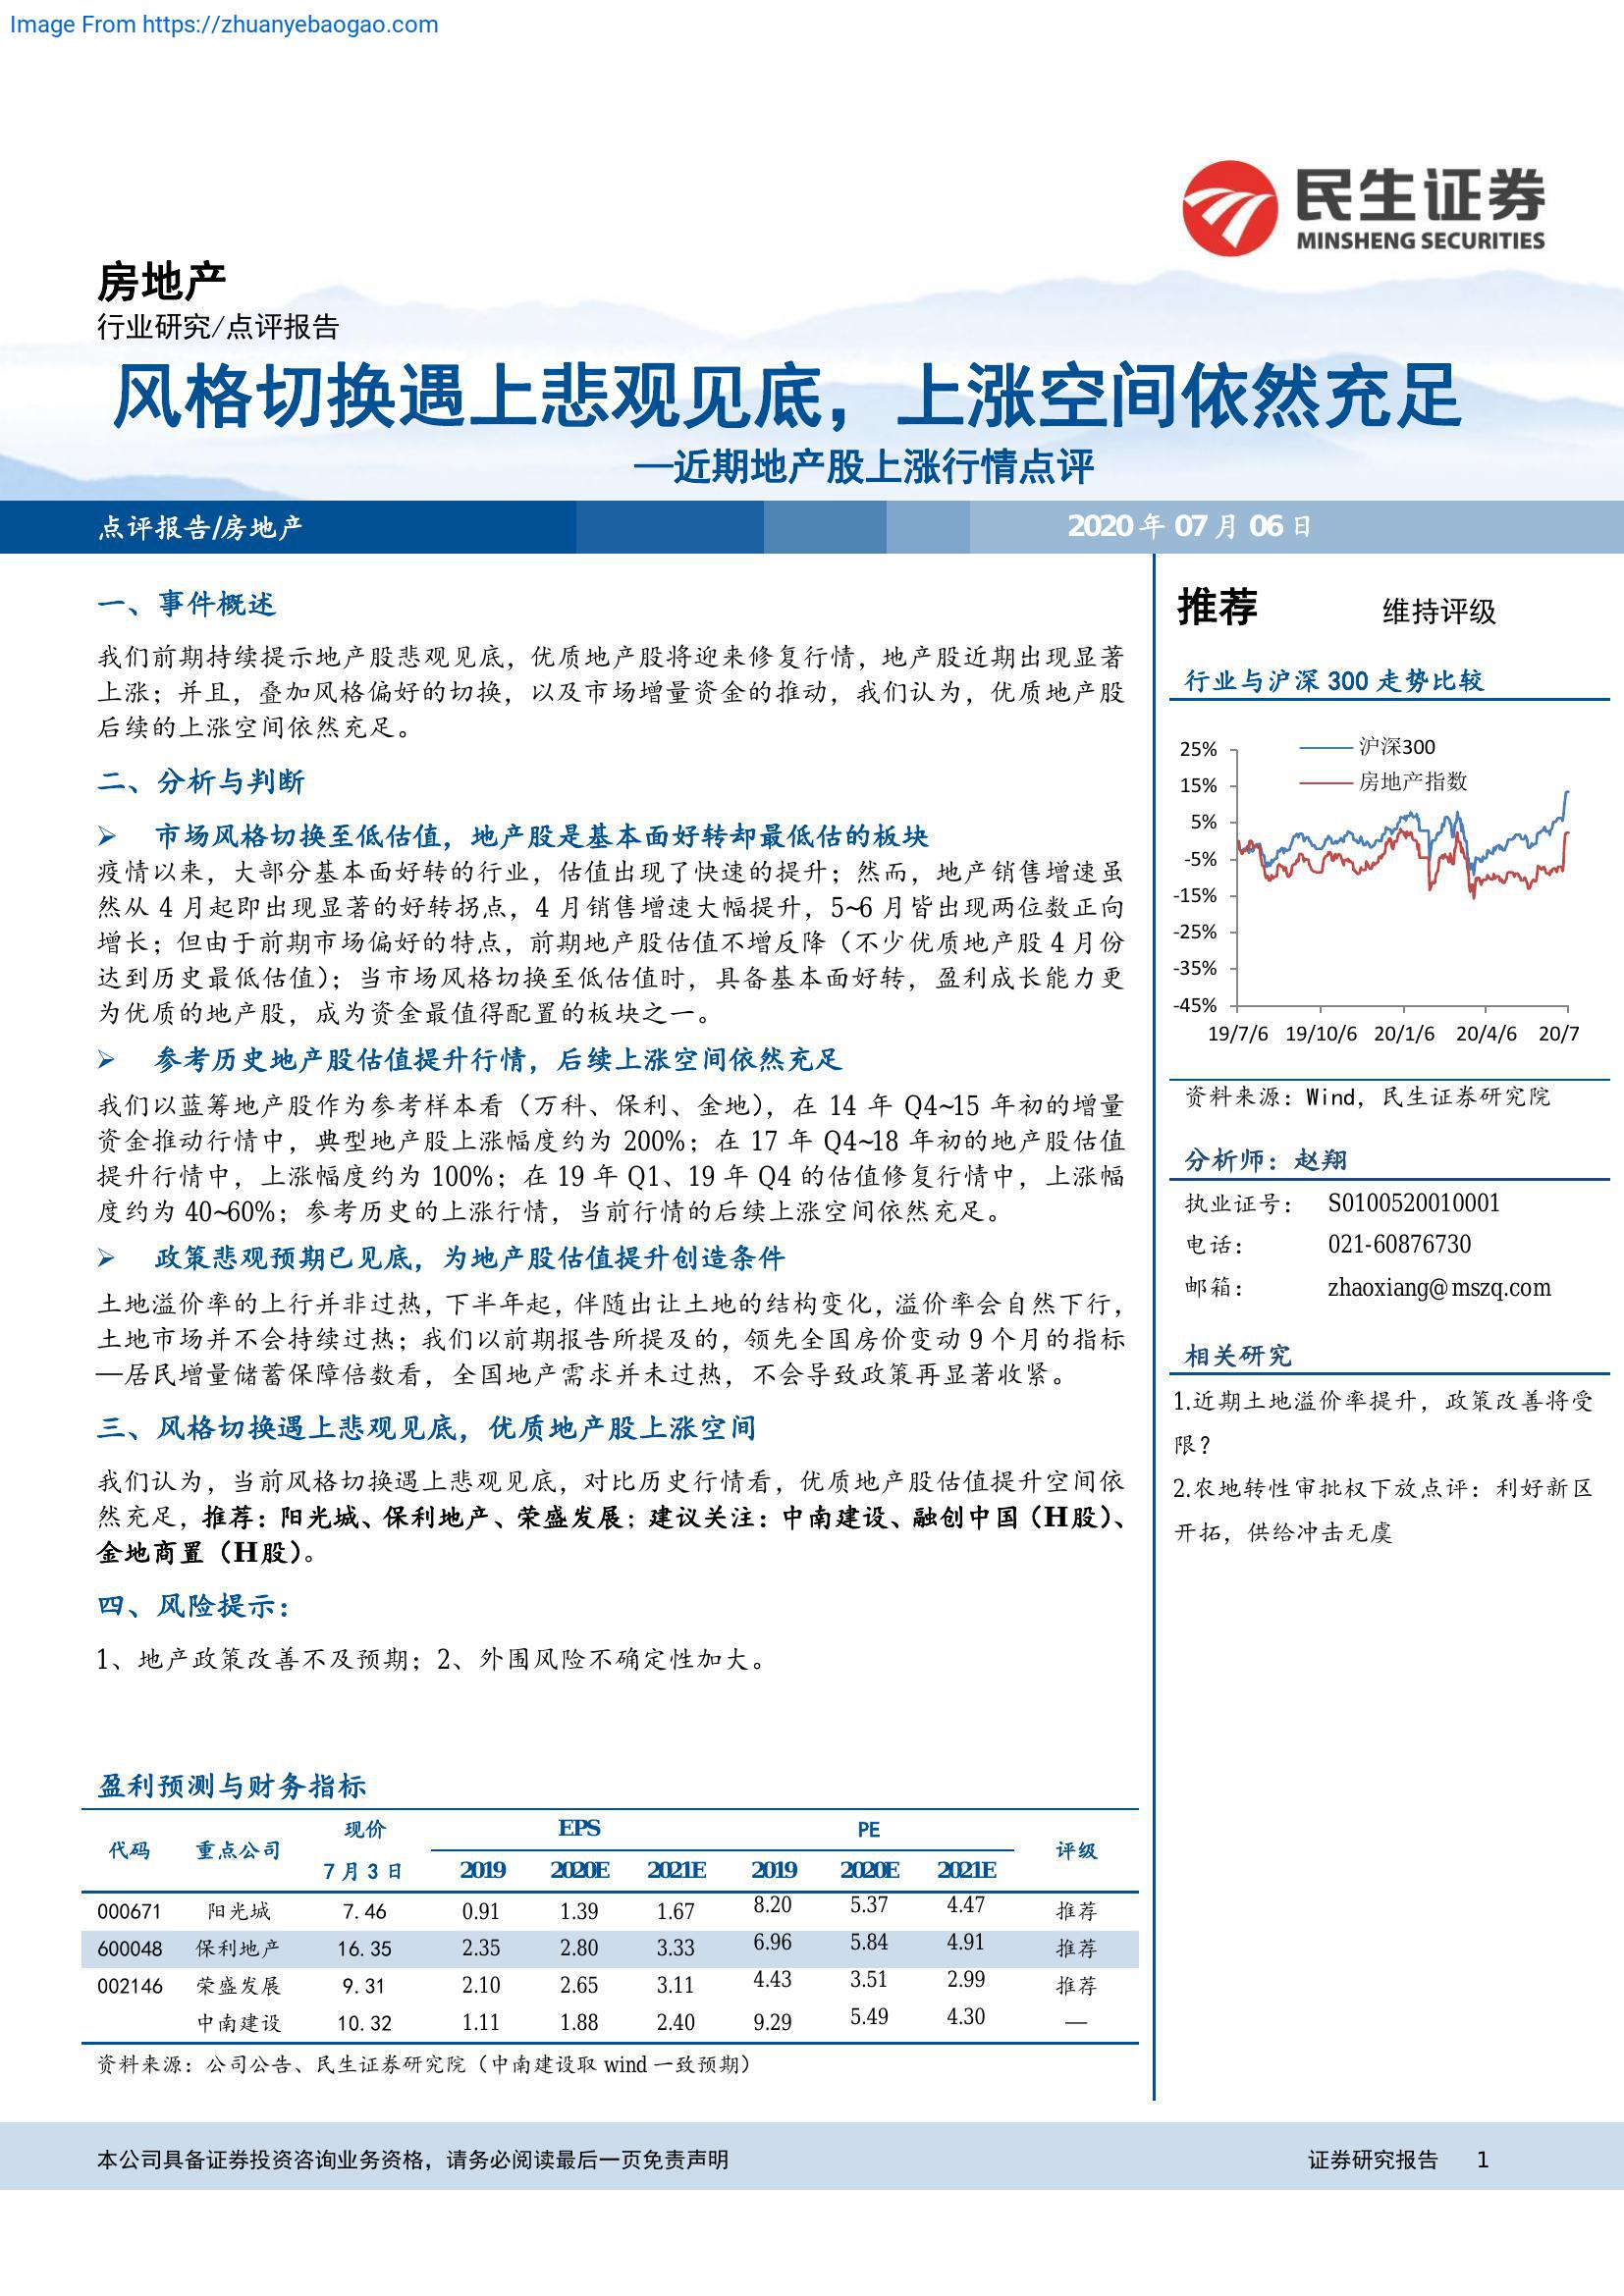 Image From https://zhuanyebaogao.com
民生证券
MINSHENG SECURITIES
房地产
行业研究/点评报告
风格切换遇上悲观见底，上涨空间依然充足
—近期地产股上涨行情点评
点评报告/房地产
2020 年 07 月 06 日
一、事件概述
我们前期持续提示地产股悲观见底，优质地产股将迎来修复行情，地产股近期出现显著
上涨；并且，叠加风格偏好的切换，以及市场增量资金的推动，我们认为，优质地产股
后续的上涨空间依然充足。
二、分析与判断
➢ 市场风格切换至低估值，地产股是基本面好转却最低估的板块
疫情以来，大部分基本面好转的行业，估值出现了快速的提升；然而，地产销售增速虽
然从 4 月起即出现显著的好转拐点，4 月销售增速大幅提升，5~6 月皆出现两位数正向
增长；但由于前期市场偏好的特点，前期地产股估值不增反降（不少优质地产股 4 月份
达到历史最低估值）；当市场风格切换至低估值时，具备基本面好转，盈利成长能力更
为优质的地产股，成为资金最值得配置的板块之一。
➢ 参考历史地产股估值提升行情，后续上涨空间依然充足
我们以蓝筹地产股作为参考样本看（万科、保利、金地），在 14 年 Q4~15 年初的增量
资金推动行情中，典型地产股上涨幅度约为 200%；在 17 年 Q4~18 年初的地产股估值
提升行情中，上涨幅度约为 100%；在 19 年 Q1、19 年 Q4 的估值修复行情中，上涨幅
度约为 40~60%；参考历史的上涨行情，当前行情的后续上涨空间依然充足。
➢ 政策悲观预期已见底，为地产股估值提升创造条件
土地溢价率的上行并非过热，下半年起，伴随出让土地的结构变化，溢价率会自然下行，
土地市场并不会持续过热；我们以前期报告所提及的，领先全国房价变动 9 个月的指标
—居民增量储蓄保障倍数看，全国地产需求并未过热，不会导致政策再显著收紧。
三、风格切换遇上悲观见底，优质地产股上涨空间
我们认为，当前风格切换遇上悲观见底，对比历史行情看，优质地产股估值提升空间依
然充足，推荐：阳光城、保利地产、荣盛发展；建议关注：中南建设、融创中国（H股）、
金地商置（H股）。
四、风险提示：
1、地产政策改善不及预期；2、外围风险不确定性加大。
盈利预测与财务指标
代码 重点公司 现价 EPS PE 评级
7 月 3 日 2019 2020E 2021E 2019 2020E 2021E
000671 阳光城 7.46 0.91 1.39 1.67 8.20 5.37 4.47 推荐
600048 保利地产 16.35 2.35 2.80 3.33 6.96 5.84 4.91 推荐
002146 荣盛发展 9.31 2.10 2.65 3.11 4.43 3.51 2.99 推荐
中南建设 10.32 1.11 1.88 2.40 9.29 5.49 4.30 —
资料来源：公司公告、民生证券研究院（中南建设取 wind 一致预期）
推荐 维持评级
行业与沪深 300 走势比较
沪深300
房地产指数
25%
15%
5%
-5%
-15%
-25%
-35%
-45%
19/7/6 19/10/6 20/1/6 20/4/6 20/7
资料来源：Wind，民生证券研究院
分析师：赵翔
执业证号： S0100520010001
电话： 021-60876730
邮箱： zhaoxiang@mszq.com
相关研究
1.近期土地溢价率提升，政策改善将受
限？
2.农地转性审批权下放点评：利好新区
开拓，供给冲击无虞
本公司具备证券投资咨询业务资格，请务必阅读最后一页免责声明
证券研究报告 1